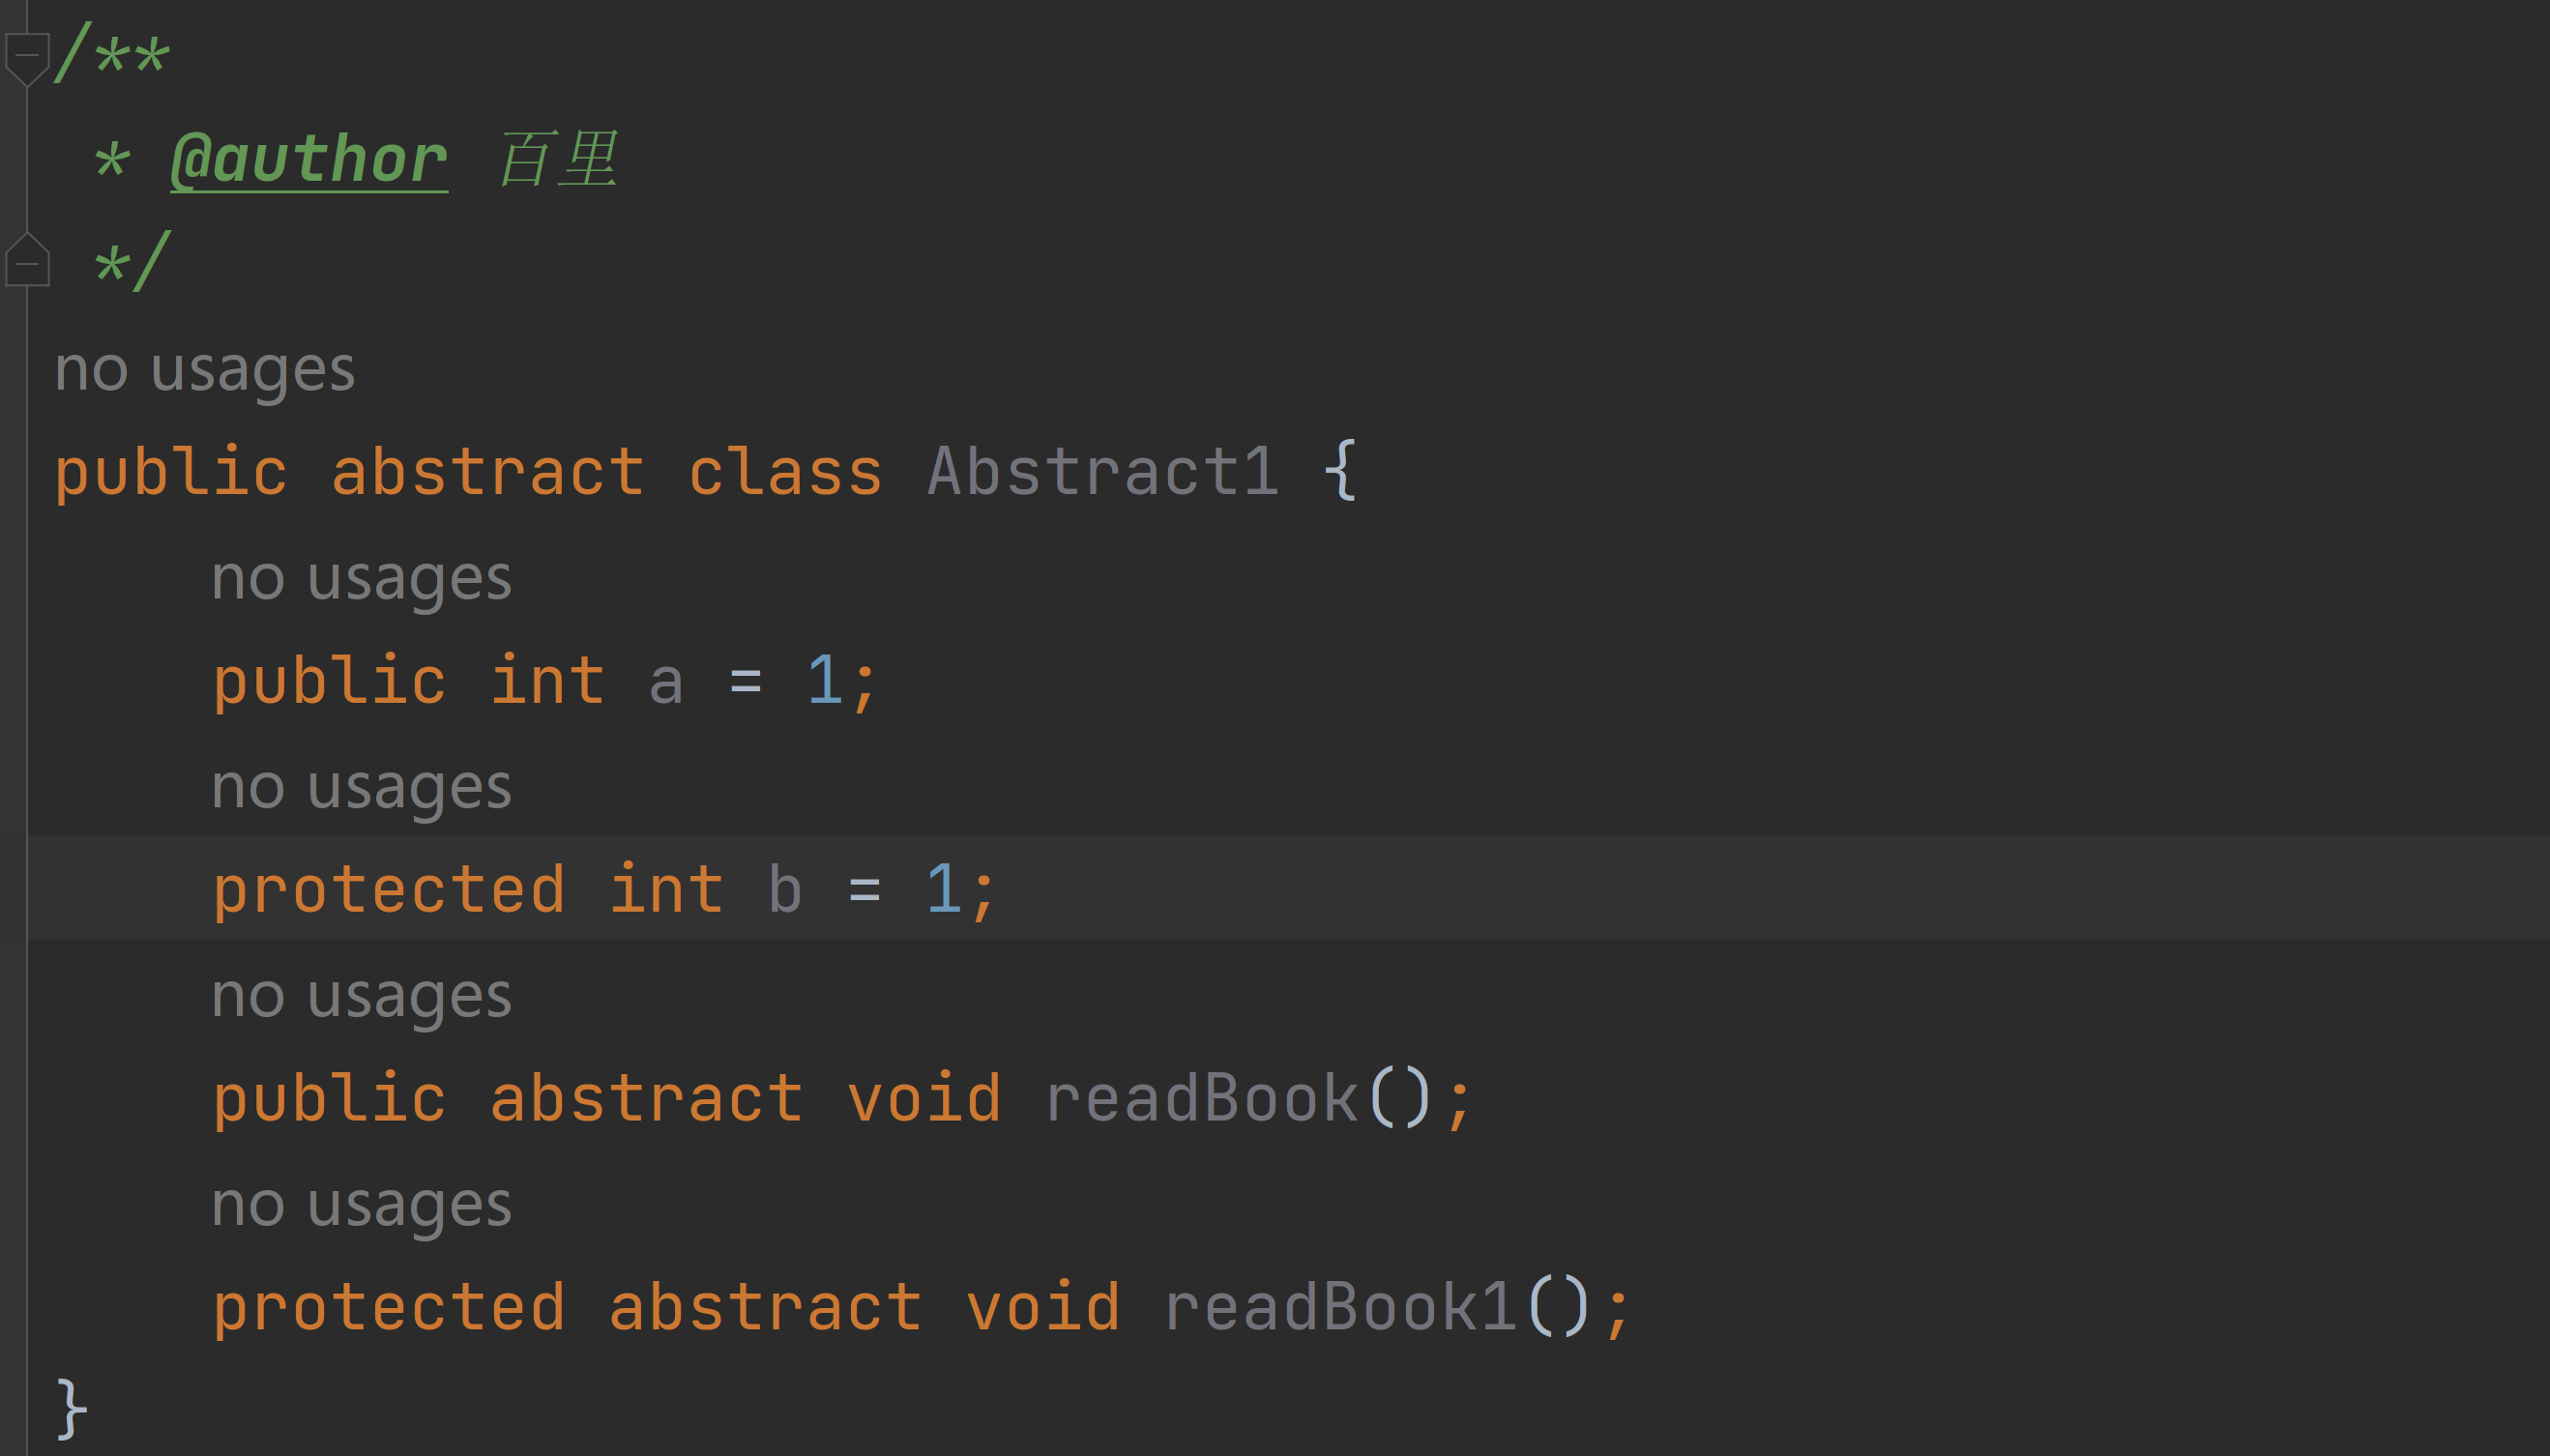 /**
 * @author 百里
 */
no usages
public abstract class Abstract1 {
    no usages
    public int a = 1;
    no usages
    protected int b = 1;
    no usages
    public abstract void readBook();
    no usages
    protected abstract void readBook1();
}